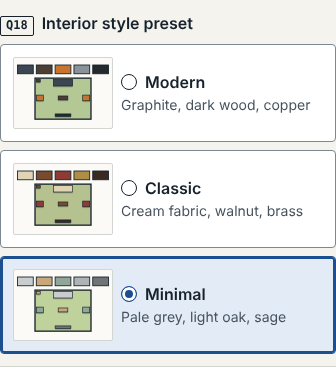 Q18 Interior style preset
Modern
Graphite, dark wood, copper
Classic
Cream fabric, walnut, brass
Minimal
Pale grey, light oak, sage